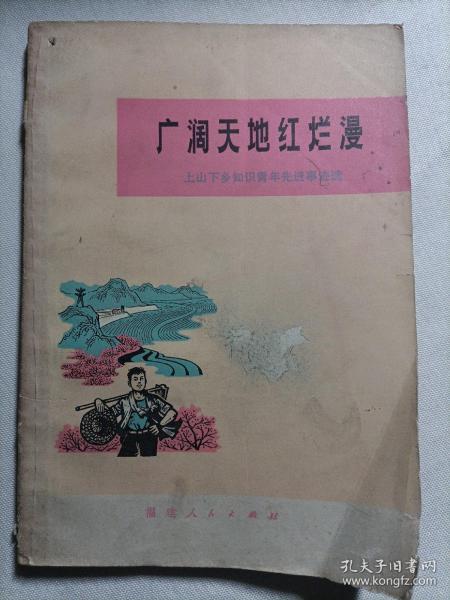 广阔天地红烂漫
上山下乡知识青年先进事迹选
福建人民出版社
孔夫子旧书网
www.kongfz.com